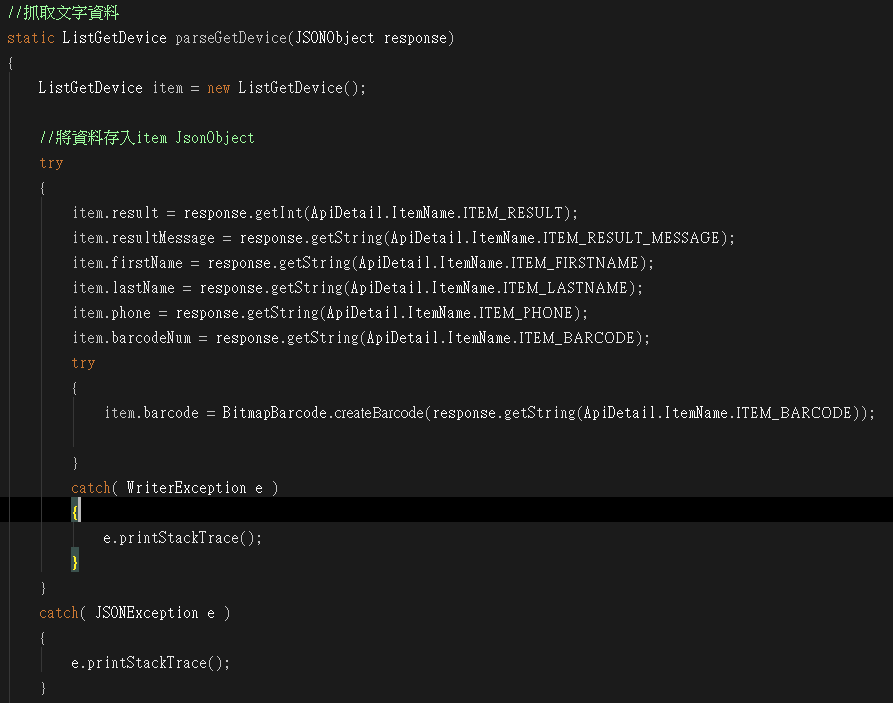 //抓取文字資料
static ListGetDevice parseGetDevice(JSONObject response)
{
ListGetDevice item = new ListGetDevice();
//將資料存入item JsonObject
try
{
item.result = response.getInt(ApiDetail.ItemName.ITEM_RESULT);
item.resultMessage = response.getString(ApiDetail.ItemName.ITEM_RESULT_MESSAGE);
item.firstName = response.getString(ApiDetail.ItemName.ITEM_FIRSTNAME);
item.lastName = response.getString(ApiDetail.ItemName.ITEM_LASTNAME);
item.phone = response.getString(ApiDetail.ItemName.ITEM_PHONE);
item.barcodeNum = response.getString(ApiDetail.ItemName.ITEM_BARCODE);
try
{
item.barcode = BitmapBarcode.createBarcode(response.getString(ApiDetail.ItemName.ITEM_BARCODE));
}
catch( WriterException e )
{
e.printStackTrace();
}
}
catch( JSONException e )
{
e.printStackTrace();
}